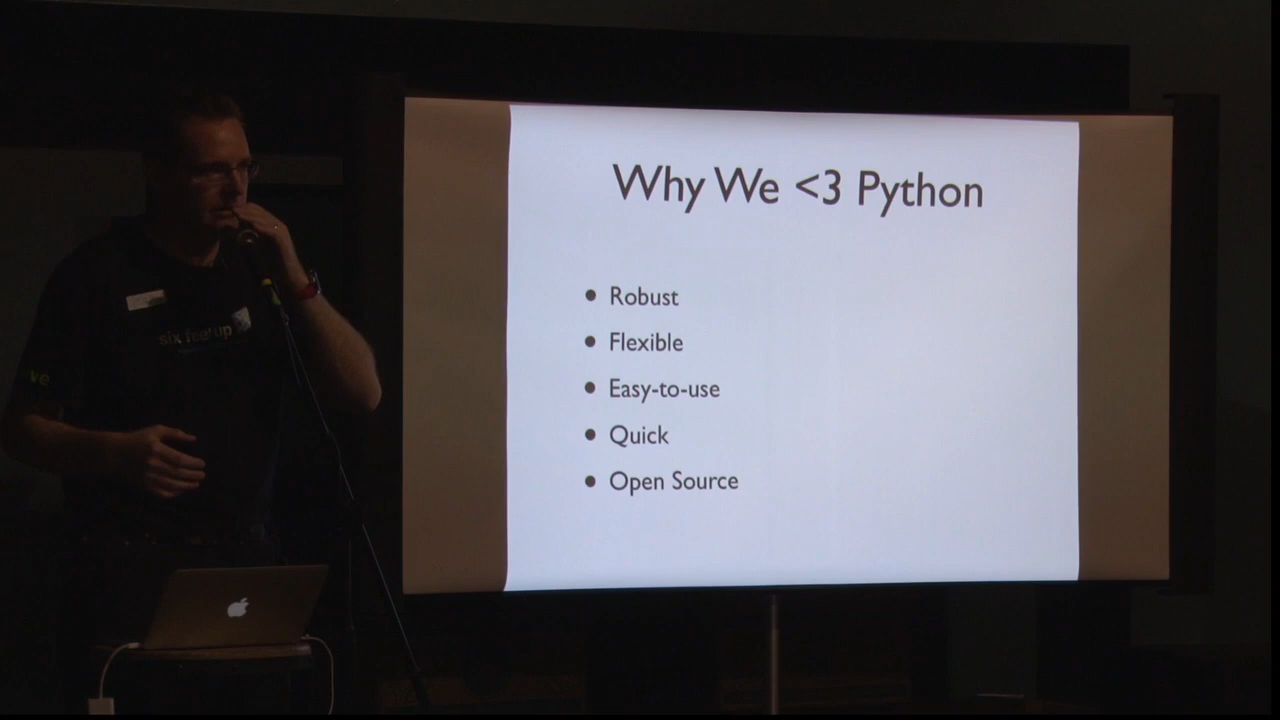 Why We <3 Python
• Robust
• Flexible
• Easy-to-use
• Quick
• Open Source
six feet up